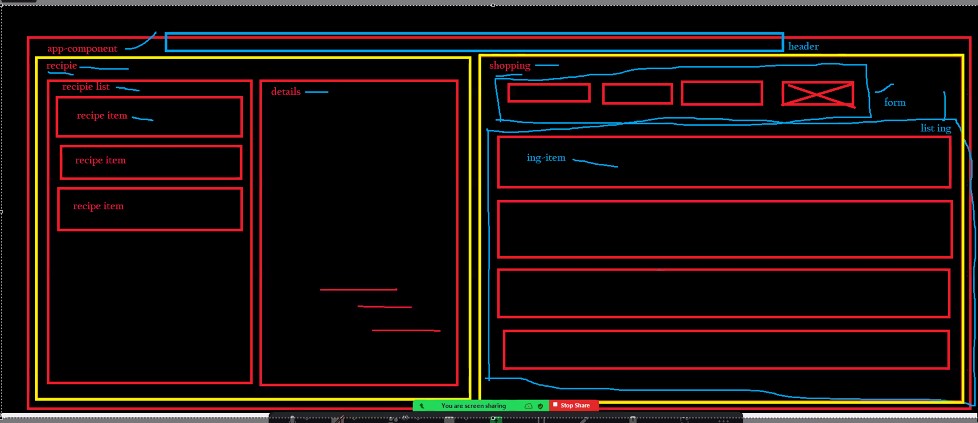 app-component
header
recipie
recipie list
recipe item
recipe item
recipe item
details
shopping
form
list ing
ing-item
You are screen sharing
Stop Share